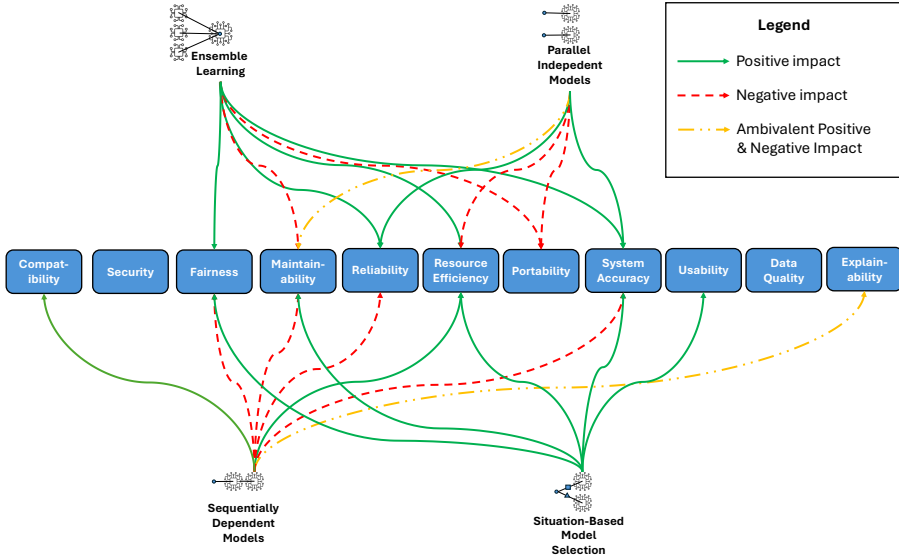 Ensemble
Learning
Parallel
Indepedent
Models
Legend
Positive impact
Negative impact
Ambivalent Positive
& Negative Impact
Compat-
ibility
Security
Fairness
Maintain-
ability
Reliability
Resource
Efficiency
Portability
System
Accuracy
Usability
Data
Quality
Explain-
ability
Sequentially
Dependent
Models
Situation-Based
Model
Selection